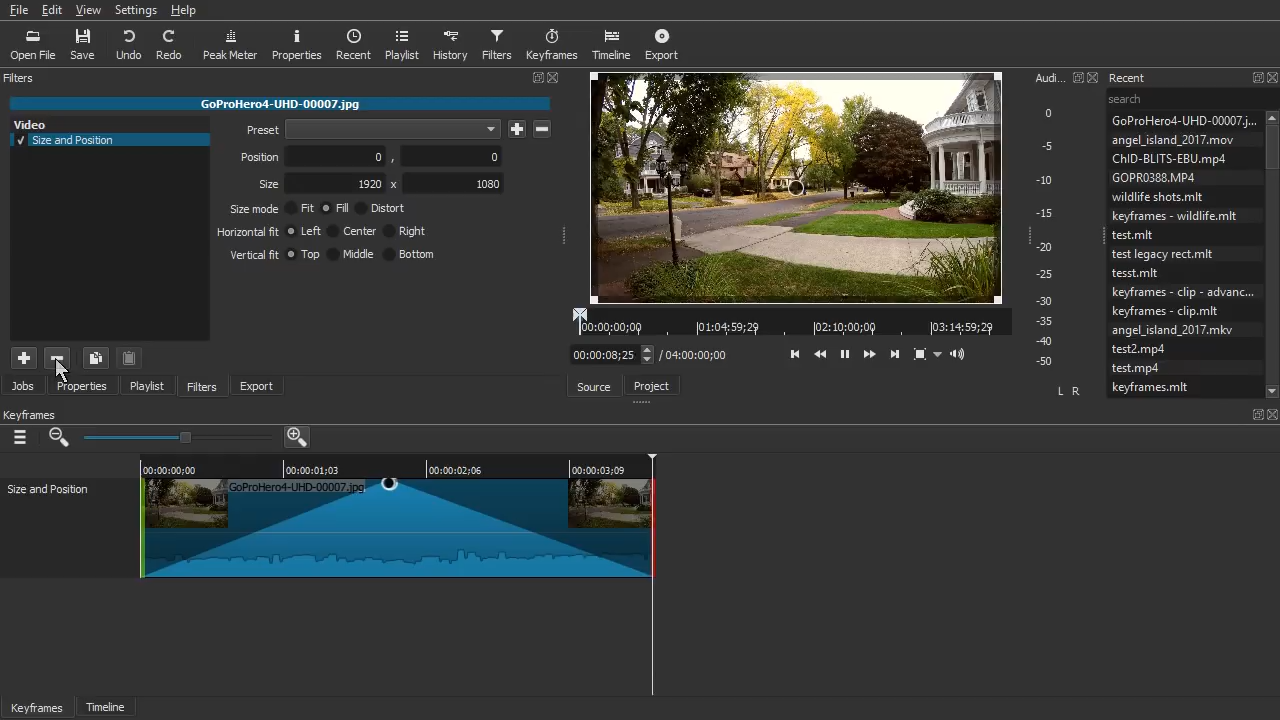 File Edit View Settings Help
Open File Save Undo Redo Peak Meter Properties Recent Playlist History Filters Keyframes Timeline Export
Filters
GoProHero4-UHD-00007.jpg
Video
Size and Position
Preset
Position 0 , 0
Size 1920 x 1080
Size mode Fit Fill Distort
Horizontal fit Left Center Right
Vertical fit Top Middle Bottom
Jobs Properties Playlist Filters Export
00:00:00;00 01:04:59;29 02:10:00;00 03:14:59;29
00:00:08;25 / 04:00:00;00
Source Project
Audi...
0
-5
-10
-15
-20
-25
-30
-35
-40
-50
L R
Recent
search
GoProHero4-UHD-00007.j...
angel_island_2017.mov
ChID-BLITS-EBU.mp4
GOPR0388.MP4
wildlife shots.mlt
keyframes - wildlife.mlt
test.mlt
test legacy rect.mlt
tesst.mlt
keyframes - clip - advanc...
keyframes - clip.mlt
angel_island_2017.mkv
test2.mp4
test.mp4
keyframes.mlt
Keyframes
00:00:00;00 00:00:01;03 00:00:02;06 00:00:03;09
Size and Position
GoProHero4-UHD-00007.jpg
Keyframes Timeline